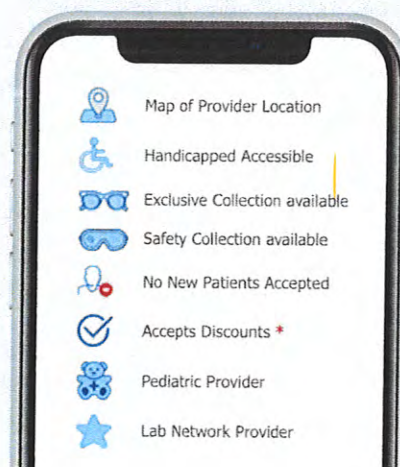 Map of Provider Location
Handicapped Accessible
Exclusive Collection available
Safety Collection available
No New Patients Accepted
Accepts Discounts *
Pediatric Provider
Lab Network Provider